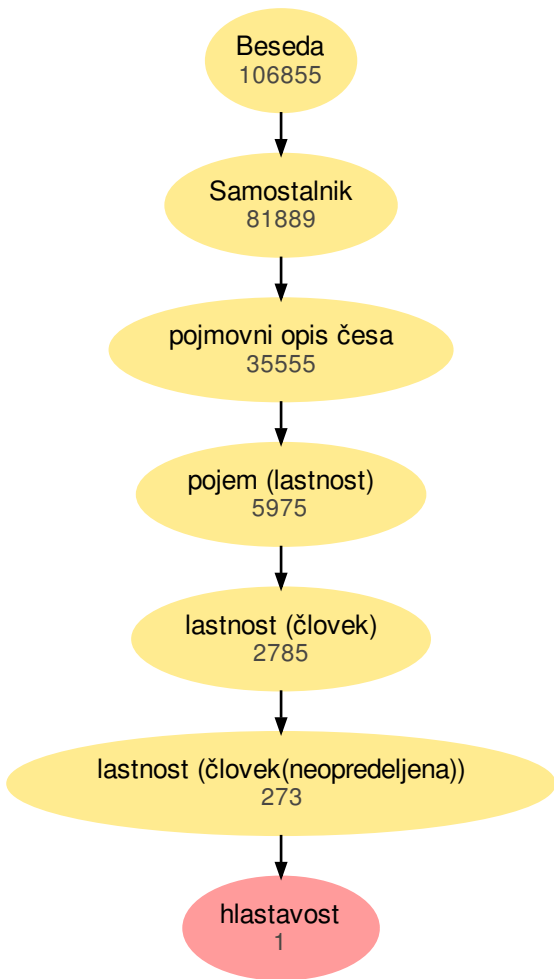 Beseda
106855
Samostalnik
81889
pojmovni opis česa
35555
pojem (lastnost)
5975
lastnost (človek)
2785
lastnost (človek(neopredeljena))
273
hlastavost
1